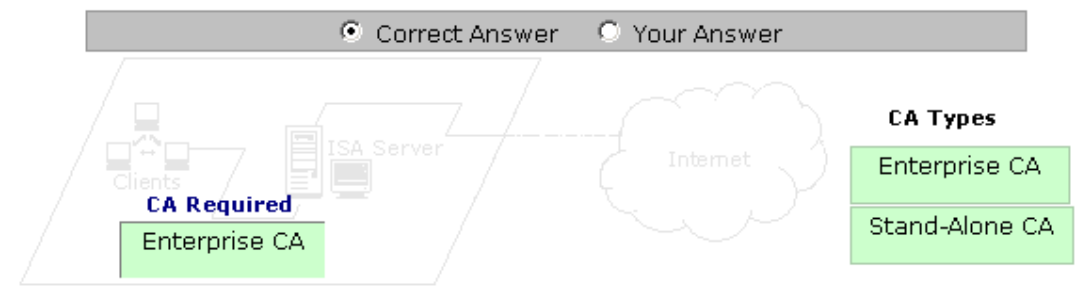 Correct Answer Your Answer
CA Types
ISA Server
Internet
Enterprise CA
Clients
CA Required
Stand-Alone CA
Enterprise CA